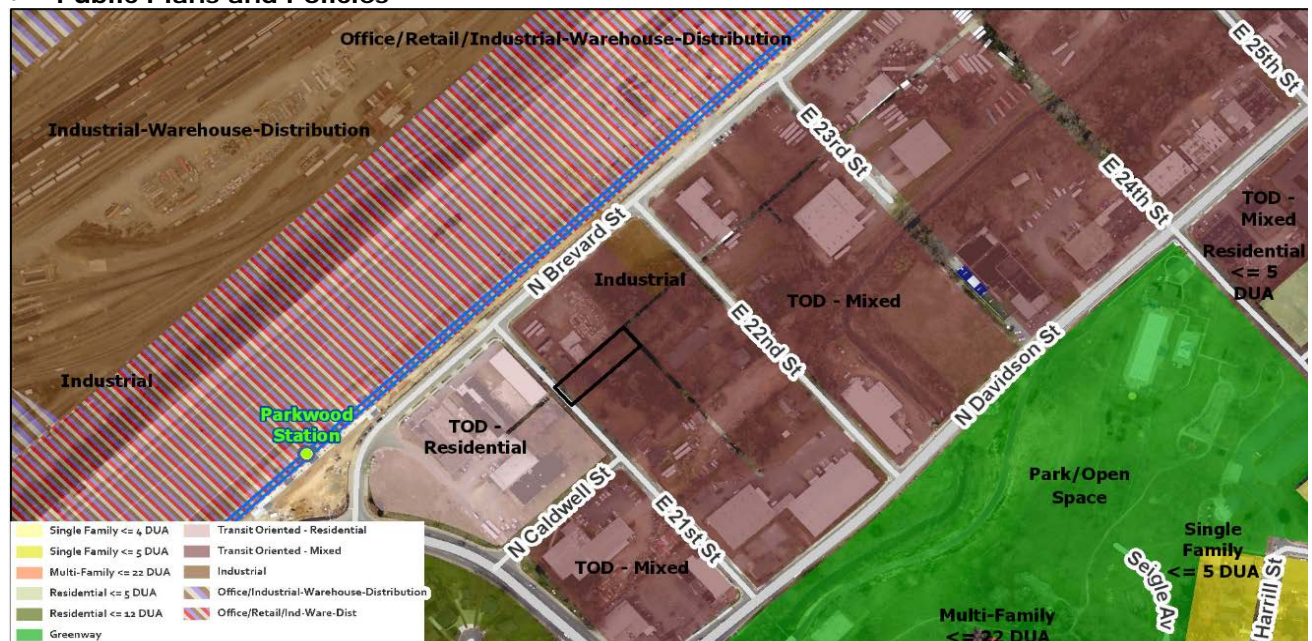 Public Plans and Policies
Office/Retail/Industrial-Warehouse-Distribution
E 25th St
Industrial-Warehouse-Distribution
E 23rd St
E 24th St
TOD -
Mixed
Residential
<= 5
DUA
N Brevard St
Industrial
TOD - Mixed
E 22nd St
N Davidson St
Industrial
Parkwood
Station
TOD -
Residential
Park/Open
Space
N Caldwell St
E 21st St
TOD - Mixed
Single
Family
<= 5 DUA
Seigle Av
Harrill St
Multi-Family
<= 22 DUA
Single Family <= 4 DUA
Single Family <= 5 DUA
Multi-Family <= 22 DUA
Residential <= 5 DUA
Residential <= 12 DUA
Greenway
Transit Oriented - Residential
Transit Oriented - Mixed
Industrial
Office/Industrial-Warehouse-Distribution
Office/Retail/Ind-Ware-Dist